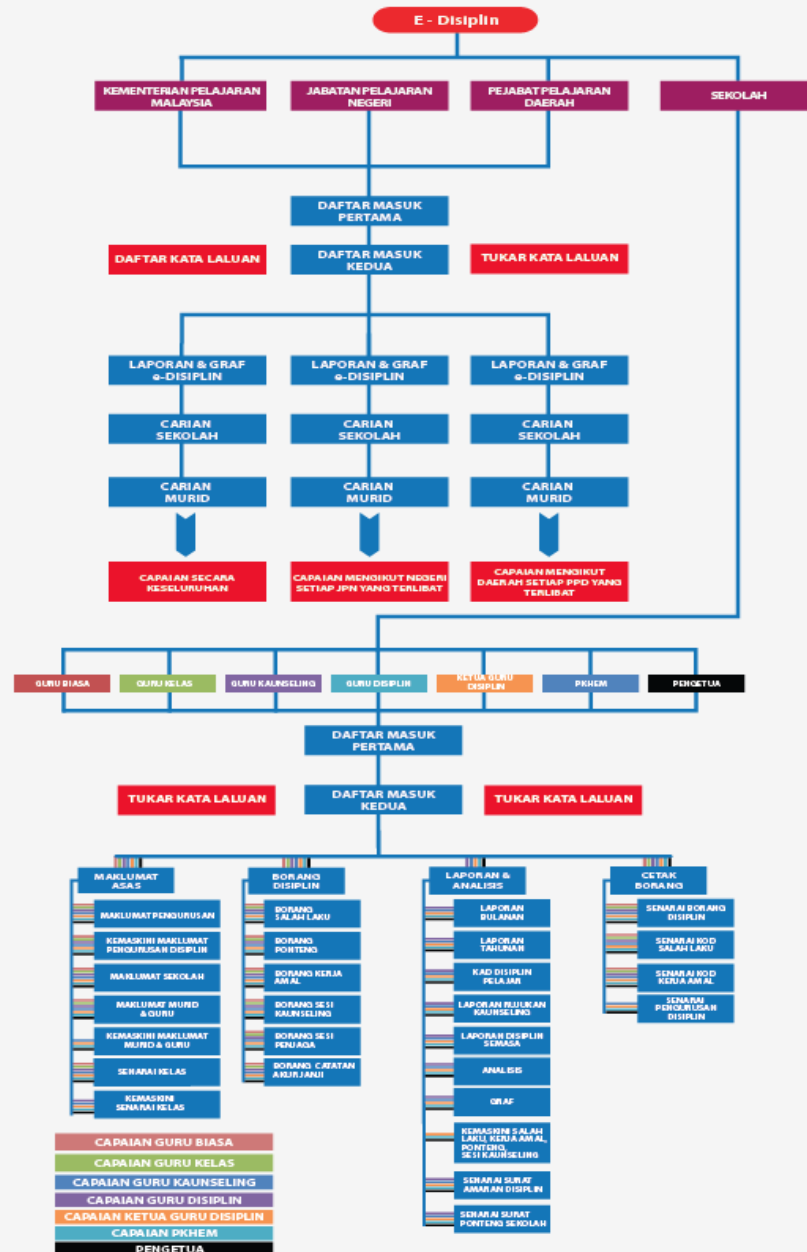 E - Disiplin
KEMENTERIAN PELAJARAN
MALAYSIA
JABATAN PELAJARAN
NEGERI
PEJABAT PELAJARAN
DAERAH
SEKOLAH
DAFTAR MASUK
PERTAMA
DAFTAR KATA LALUAN
DAFTAR MASUK
KEDUA
TUKAR KATA LALUAN
LAPORAN & GRAF
e-DISIPLIN
LAPORAN & GRAF
e-DISIPLIN
LAPORAN & GRAF
e-DISIPLIN
CARIAN
SEKOLAH
CARIAN
SEKOLAH
CARIAN
SEKOLAH
CARIAN
MURID
CARIAN
MURID
CARIAN
MURID
CAPAIAN SECARA
KESELURUHAN
CAPAIAN MENGIKUT NEGERI
SETIAP JPN YANG TERLIBAT
CAPAIAN MENGIKUT
DAERAH SETIAP PPD YANG
TERLIBAT
GURU BIASA
GURU KELAS
GURU KAUNSELING
GURU DISIPLIN
KETUA GURU
DISIPLIN
PKHEM
PENGETUA
DAFTAR MASUK
PERTAMA
TUKAR KATA LALUAN
DAFTAR MASUK
KEDUA
TUKAR KATA LALUAN
MAKLUMAT
ASAS
MAKLUMAT PENGURUSAN
KEMASKINI MAKLUMAT
PENGURUSAN DISIPLIN
MAKLUMAT SEKOLAH
MAKLUMAT MURID
& GURU
KEMASKINI MAKLUMAT
MURID & GURU
SENARAI KELAS
KEMASKINI
SENARAI KELAS
BORANG
DISIPLIN
BORANG
SALAH LAKU
BORANG
PONTENG
BORANG KERJA
AMAL
BORANG SESI
KAUNSELING
BORANG SESI
PENJAGA
BORANG CATATAN
AKUR JANJI
LAPORAN &
ANALISIS
LAPORAN
BULANAN
LAPORAN
TAHUNAN
KAD DISIPLIN
PELAJAR
LAPORAN RUJUKAN
KAUNSELING
LAPORAN DISIPLIN
SEMASA
ANALISIS
GRAF
KEMASKINI SALAH
LAKU, KERJA AMAL,
PONTENG,
SESI KAUNSELING
SENARAI SURAT
AMARAN DISIPLIN
SENARAI SURAT
PONTENG SEKOLAH
CETAK
BORANG
SENARAI BORANG
DISIPLIN
SENARAI KOD
SALAH LAKU
SENARAI KOD
KERJA AMAL
SENARAI
PENGURUSAN
DISIPLIN
CAPAIAN GURU BIASA
CAPAIAN GURU KELAS
CAPAIAN GURU KAUNSELING
CAPAIAN GURU DISIPLIN
CAPAIAN KETUA GURU DISIPLIN
CAPAIAN PKHEM
PENGETUA